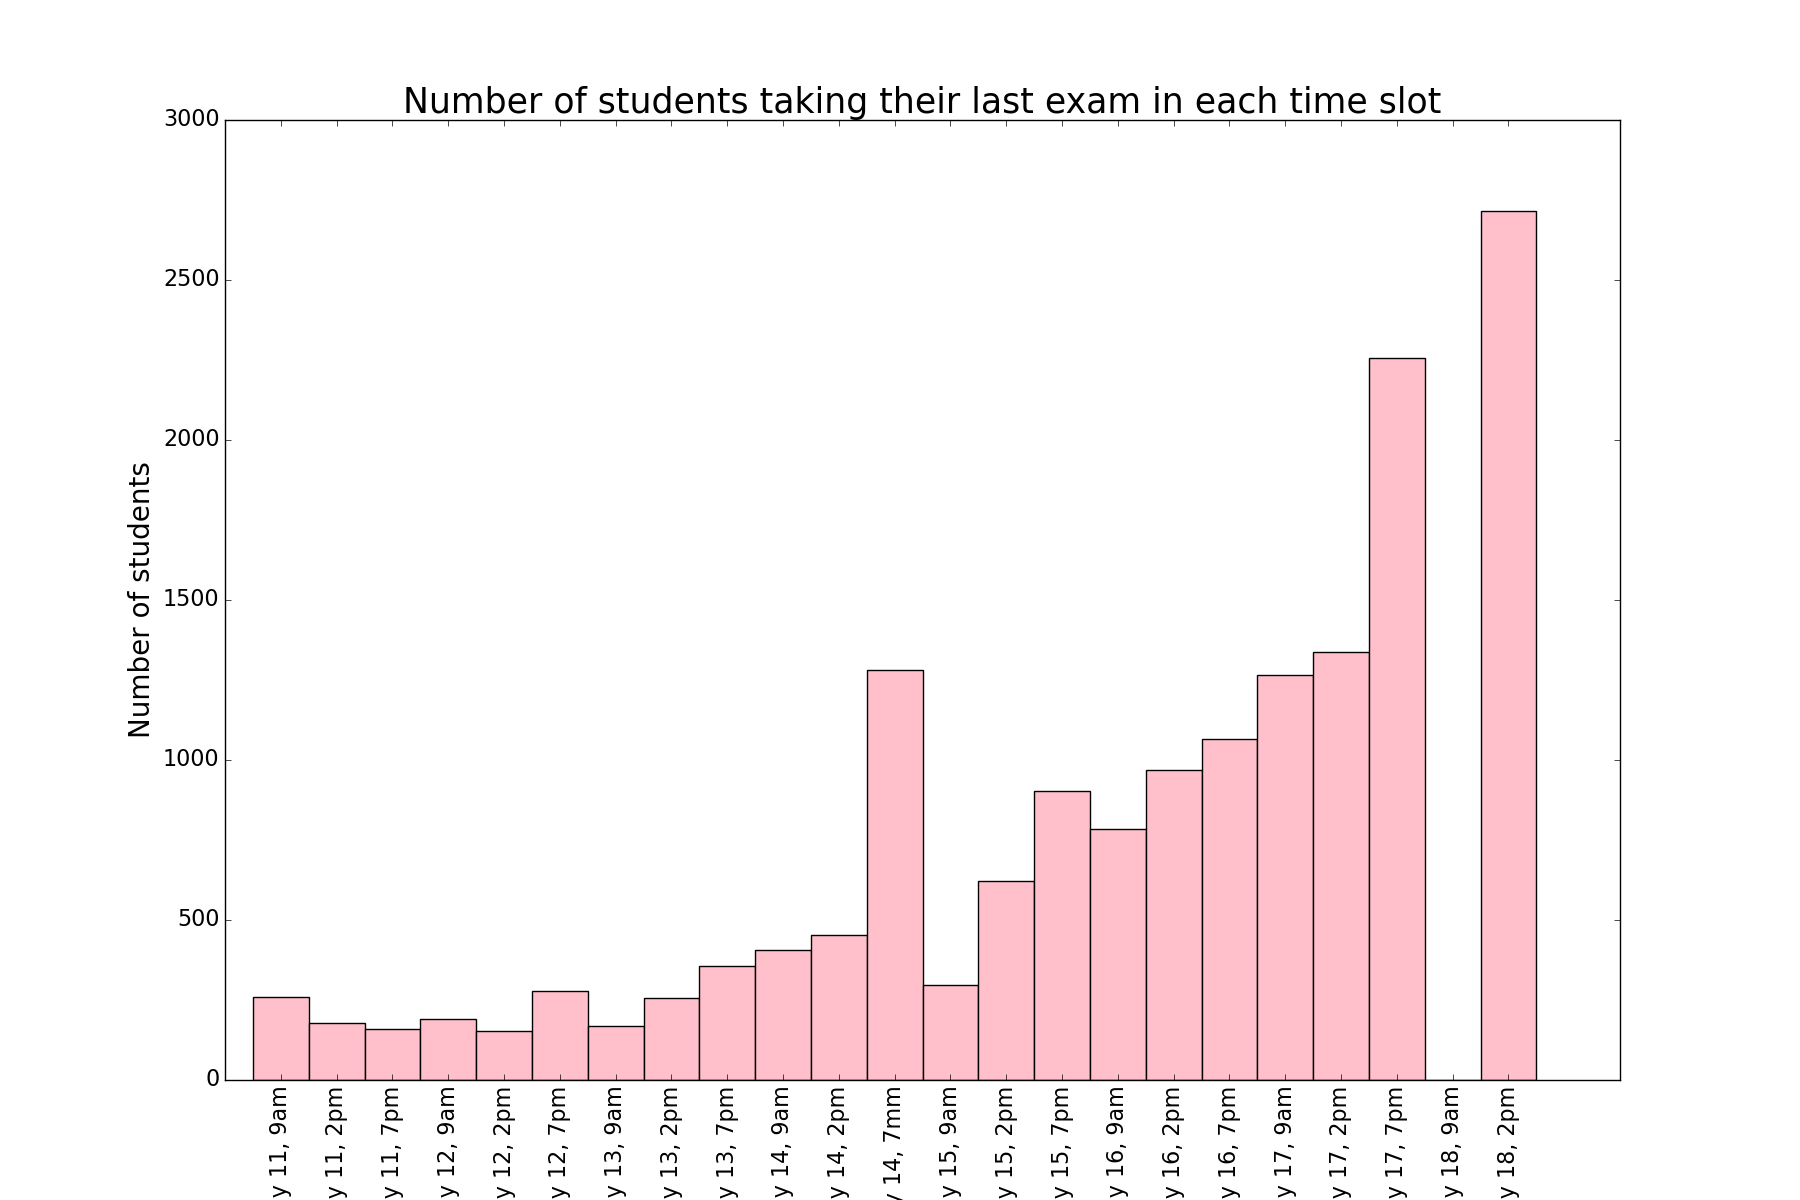 Number of students taking their last exam in each time slot
3000
2500
2000
1500
1000
500
0
Number of students
y 11, 9am
y 11, 2pm
y 11, 7pm
y 12, 9am
y 12, 2pm
y 12, 7pm
y 13, 9am
y 13, 2pm
y 13, 7pm
y 14, 9am
y 14, 2pm
y 14, 7mm
y 15, 9am
y 15, 2pm
y 15, 7pm
y 16, 9am
y 16, 2pm
y 16, 7pm
y 17, 9am
y 17, 2pm
y 17, 7pm
y 18, 9am
y 18, 2pm